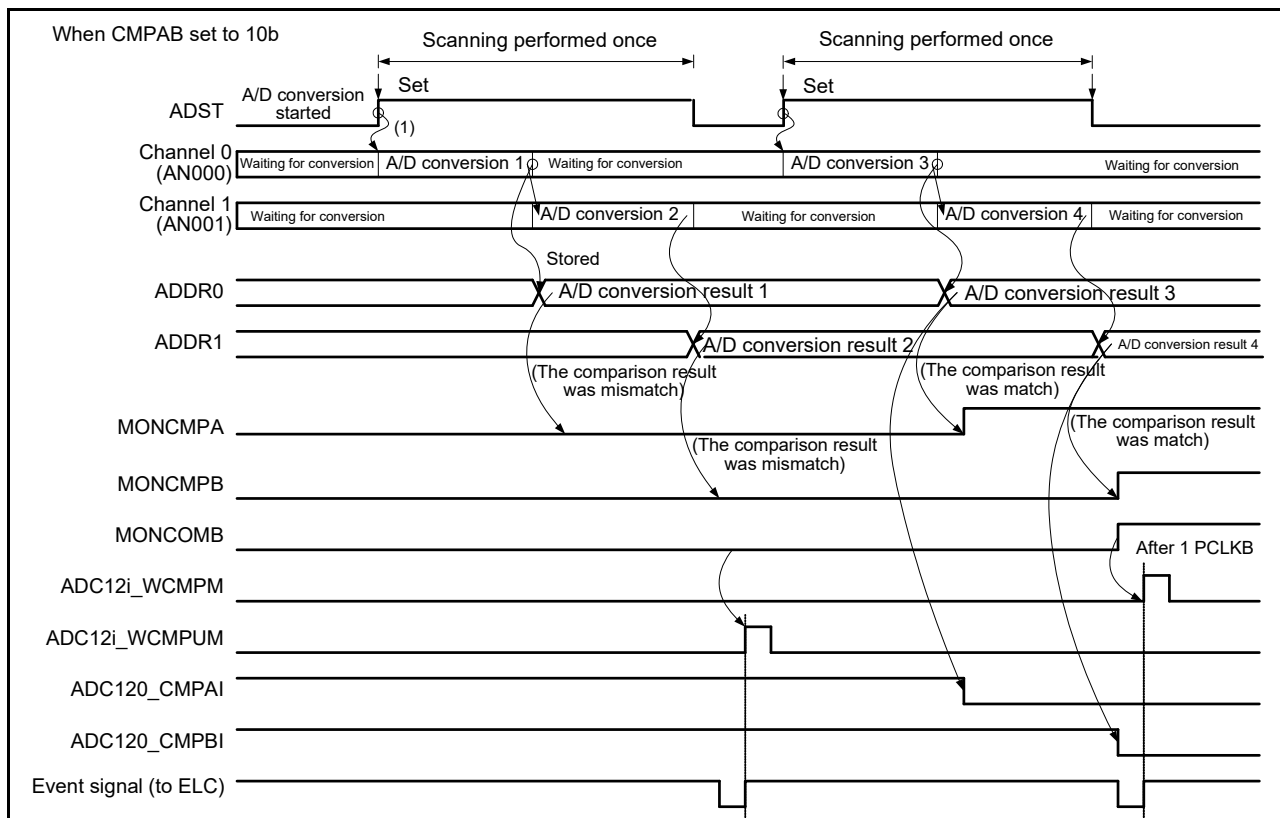 When CMPAB set to 10b
Scanning performed once
Scanning performed once
A/D conversion
started
Set
Set
ADST
(1)
Channel 0
(AN000)
Waiting for conversion
A/D conversion 1
Waiting for conversion
A/D conversion 3
Waiting for conversion
Channel 1
(AN001)
Waiting for conversion
A/D conversion 2
Waiting for conversion
A/D conversion 4
Waiting for conversion
Stored
ADDR0
A/D conversion result 1
A/D conversion result 3
ADDR1
A/D conversion result 2
A/D conversion result 4
(The comparison result
was mismatch)
(The comparison result
was match)
MONCMPA
(The comparison result
was mismatch)
(The comparison result
was match)
MONCMPB
MONCOMB
After 1 PCLKB
ADC12i_WCMPM
ADC12i_WCMPUM
ADC120_CMPAI
ADC120_CMPBI
Event signal (to ELC)